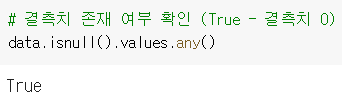 # 결측치 존재 여부 확인 (True - 결측치 O)
data.isnull().values.any()
True